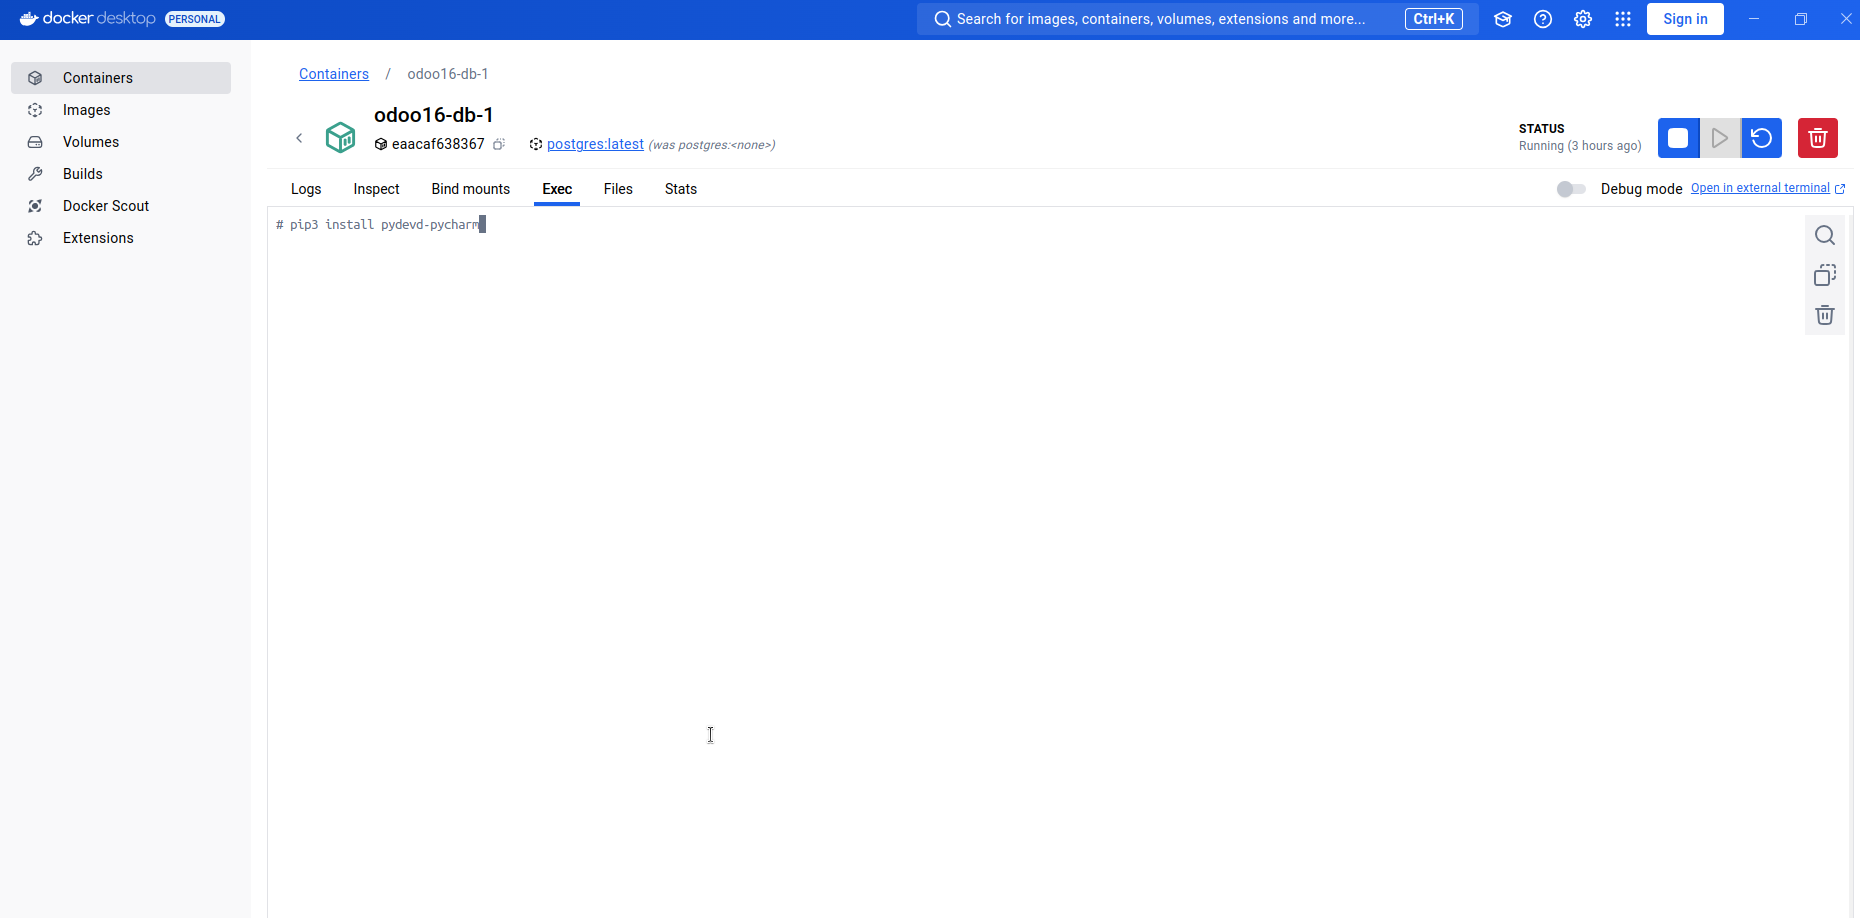 docker desktop PERSONAL
Search for images, containers, volumes, extensions and more... Ctrl+K
Sign in
Containers
Images
Volumes
Builds
Docker Scout
Extensions
Containers / odoo16-db-1
odoo16-db-1
eaacaf638367
postgres:latest (was postgres:<none>)
STATUS
Running (3 hours ago)
Logs Inspect Bind mounts Exec Files Stats
Debug mode Open in external terminal
# pip3 install pydevd-pycharm